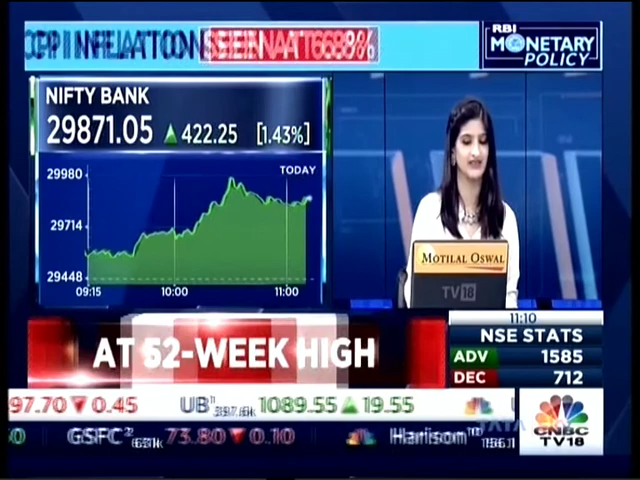 RBI
MONETARY
POLICY
NIFTY BANK
29871.05 ▲ 422.25 [1.43%]
TODAY
29980
29714
29448
09:15 10:00 11:00
MOTILAL OSWAL
TV18
AT 52-WEEK HIGH
11:10
NSE STATS
ADV 1585
DEC 712
97.70 ▼ 0.45 UBL 1089.55 ▲ 19.55
GSFC 73.80 ▼ 0.10 Harrison
CNBC
TV18